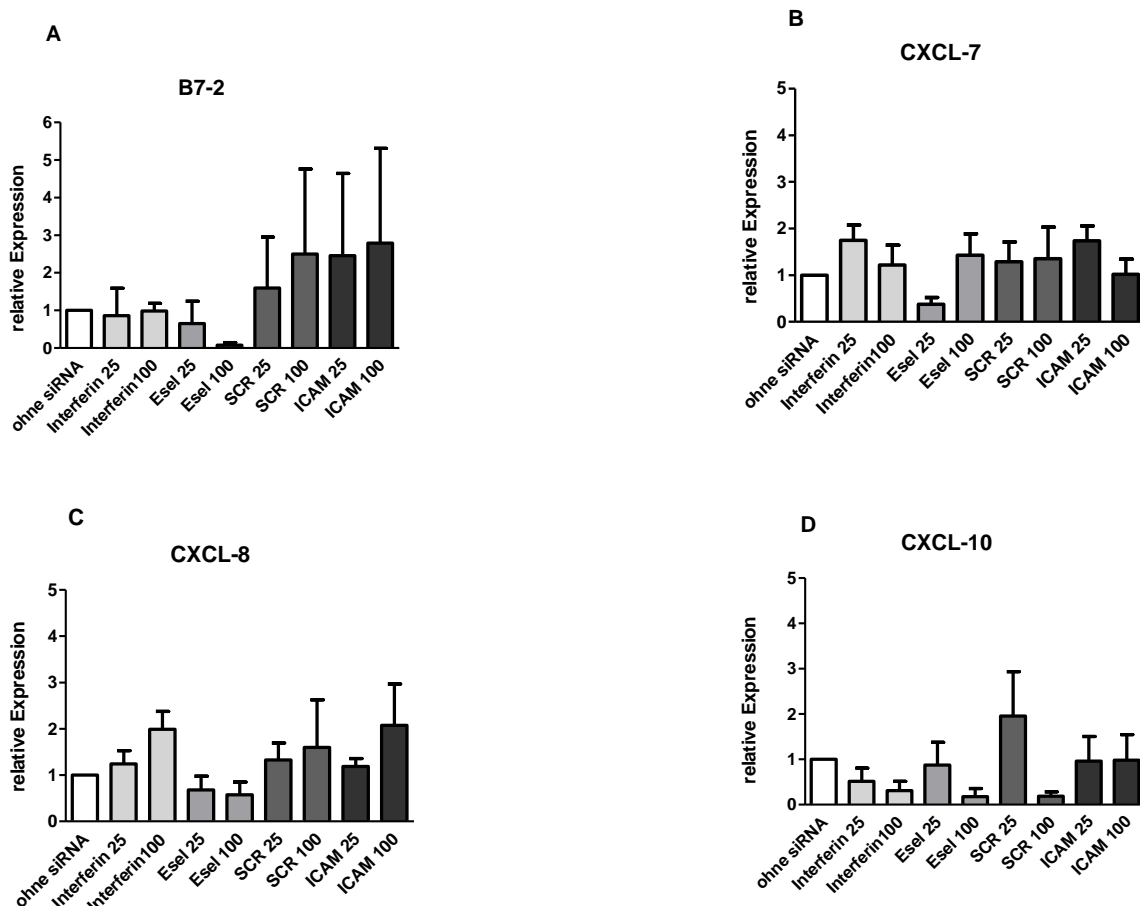 A
B7-2
relative Expression
6
5
4
3
2
1
0
ohne siRNA
Interferin 25
Interferin100
Esel 25
Esel 100
SCR 25
SCR 100
ICAM 25
ICAM 100
B
CXCL-7
relative Expression
5
4
3
2
1
0
ohne siRNA
Interferin 25
Interferin100
Esel 25
Esel 100
SCR 25
SCR 100
ICAM 25
ICAM 100
C
CXCL-8
relative Expression
5
4
3
2
1
0
ohne siRNA
Interferin 25
Interferin100
Esel 25
Esel 100
SCR 25
SCR 100
ICAM 25
ICAM 100
D
CXCL-10
relative Expression
5
4
3
2
1
0
ohne siRNA
Interferin 25
Interferin100
Esel 25
Esel 100
SCR 25
SCR 100
ICAM 25
ICAM 100